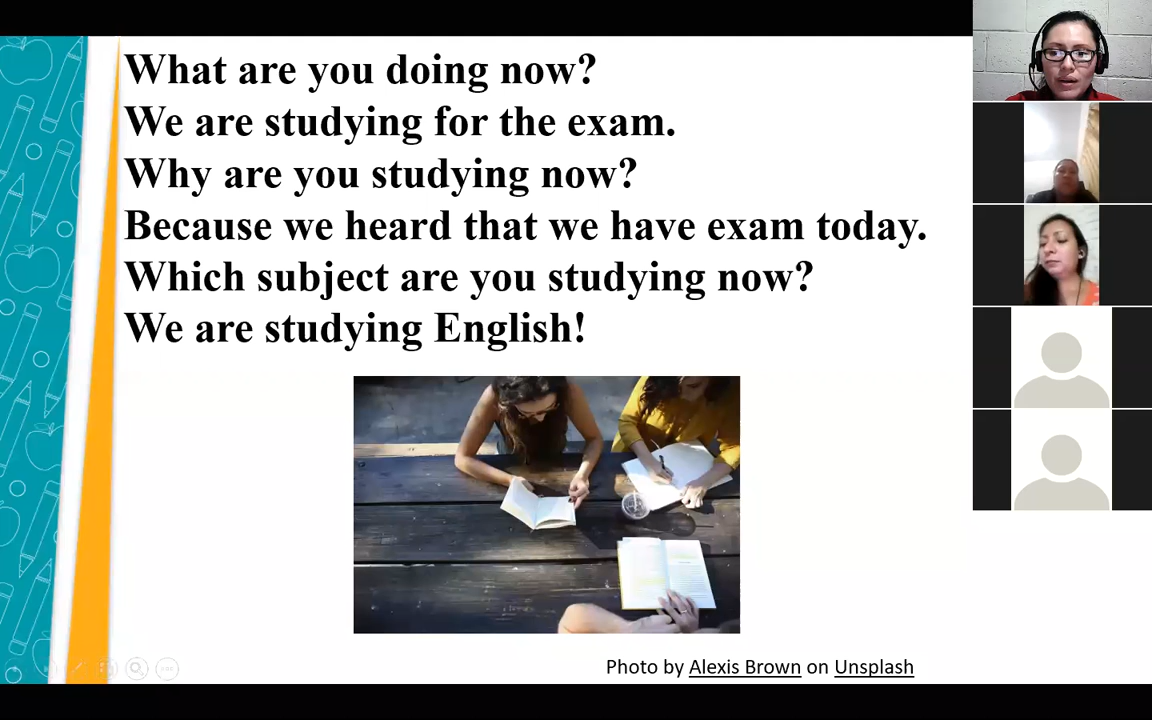 What are you doing now?
We are studying for the exam.
Why are you studying now?
Because we heard that we have exam today.
Which subject are you studying now?
We are studying English!
Photo by Alexis Brown on Unsplash